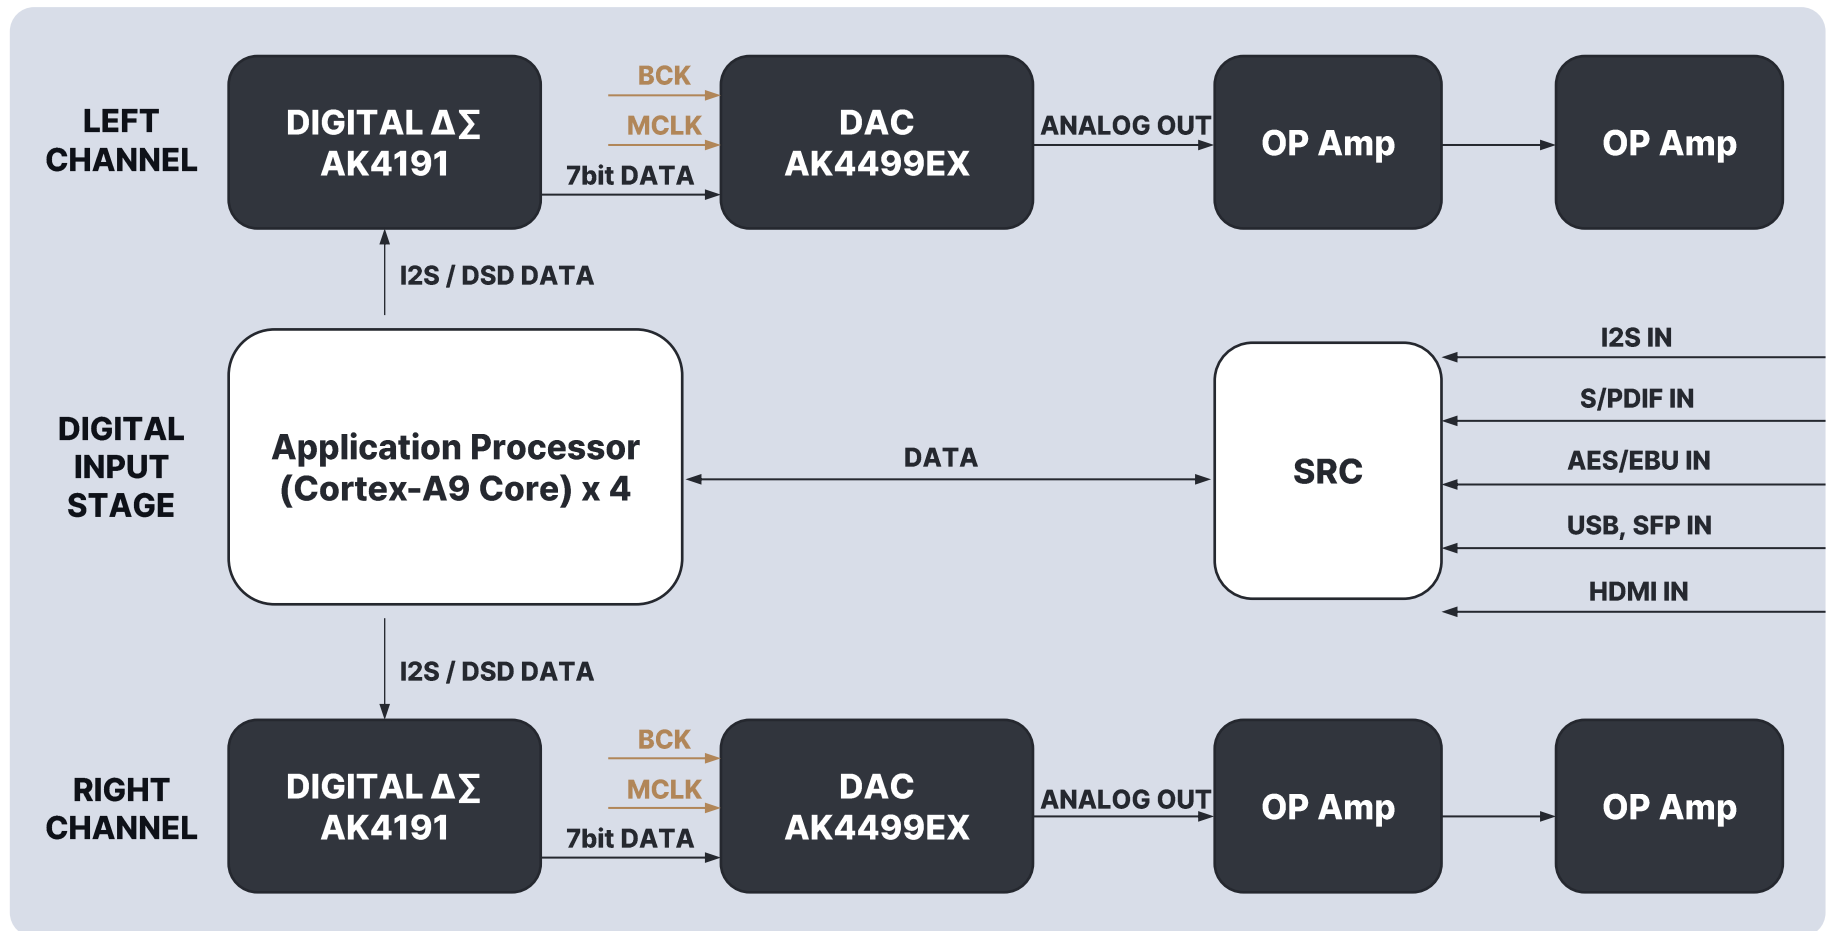 LEFT
CHANNEL
DIGITAL Δ∑
AK4191
BCK
MCLK
7bit DATA
DAC
AK4499EX
ANALOG OUT
OP Amp
OP Amp
I2S / DSD DATA
DIGITAL
INPUT
STAGE
Application Processor
(Cortex-A9 Core) x 4
DATA
SRC
I2S IN
S/PDIF IN
AES/EBU IN
USB, SFP IN
HDMI IN
I2S / DSD DATA
RIGHT
CHANNEL
DIGITAL Δ∑
AK4191
BCK
MCLK
7bit DATA
DAC
AK4499EX
ANALOG OUT
OP Amp
OP Amp